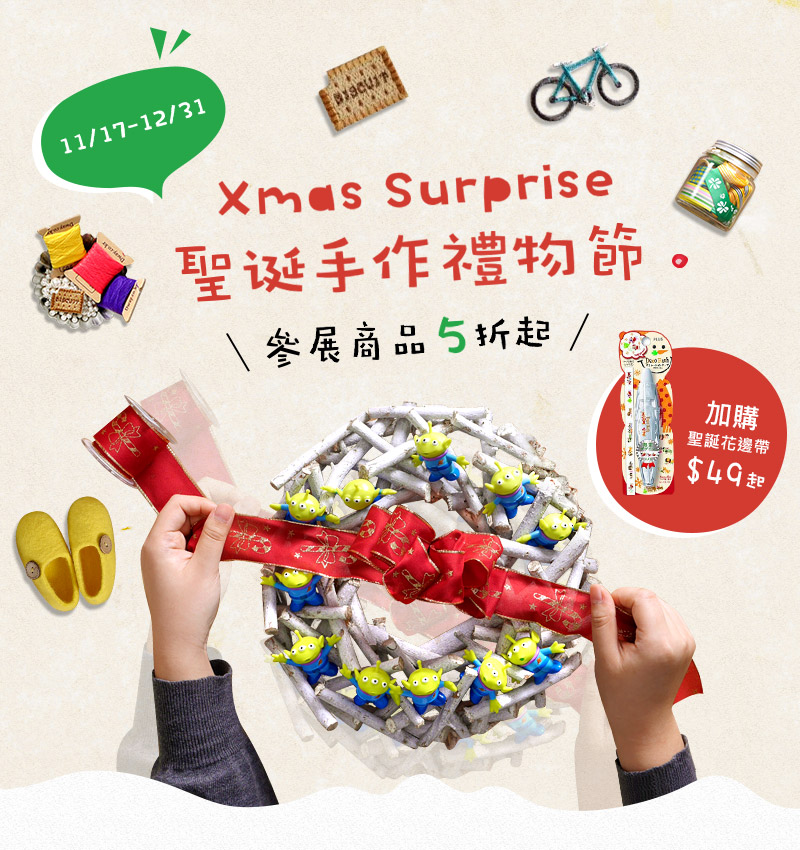 11/17-12/31
BISCUIT
Xmas Surprise
聖誕手作禮物節。
參展商品5折起
BISCUIT
加購
聖誕花邊帶
$49起